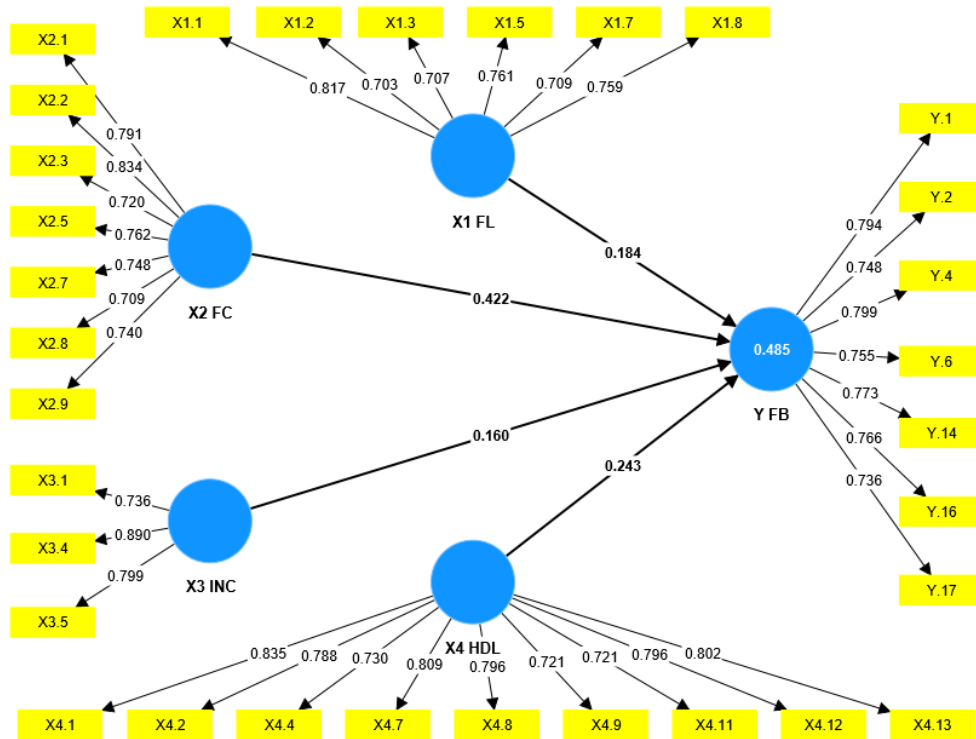 X1.1 X1.2 X1.3 X1.5 X1.7 X1.8
0.817 0.703 0.707 0.761 0.709 0.759
X1 FL
X2.1
X2.2
X2.3
X2.5
X2.7
X2.8
X2.9
0.791
0.834
0.720
0.762
0.748
0.709
0.740
X2 FC
X3.1
X3.4
X3.5
0.736
0.890
0.799
X3 INC
0.184
0.422
0.160
0.243
0.485
Y FB
0.794
0.748
0.799
0.755
0.773
0.766
0.736
Y.1
Y.2
Y.4
Y.6
Y.14
Y.16
Y.17
X4 HDL
0.835 0.788 0.730 0.809 0.796 0.721 0.721 0.796 0.802
X4.1 X4.2 X4.4 X4.7 X4.8 X4.9 X4.11 X4.12 X4.13